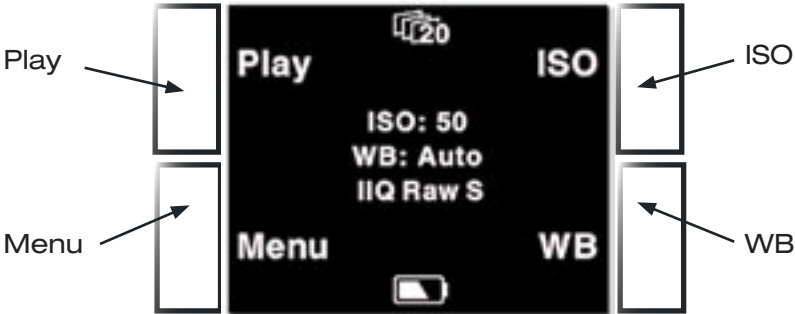 20
Play Play ISO ISO
ISO: 50
WB: Auto
IIQ Raw S
Menu Menu WB WB